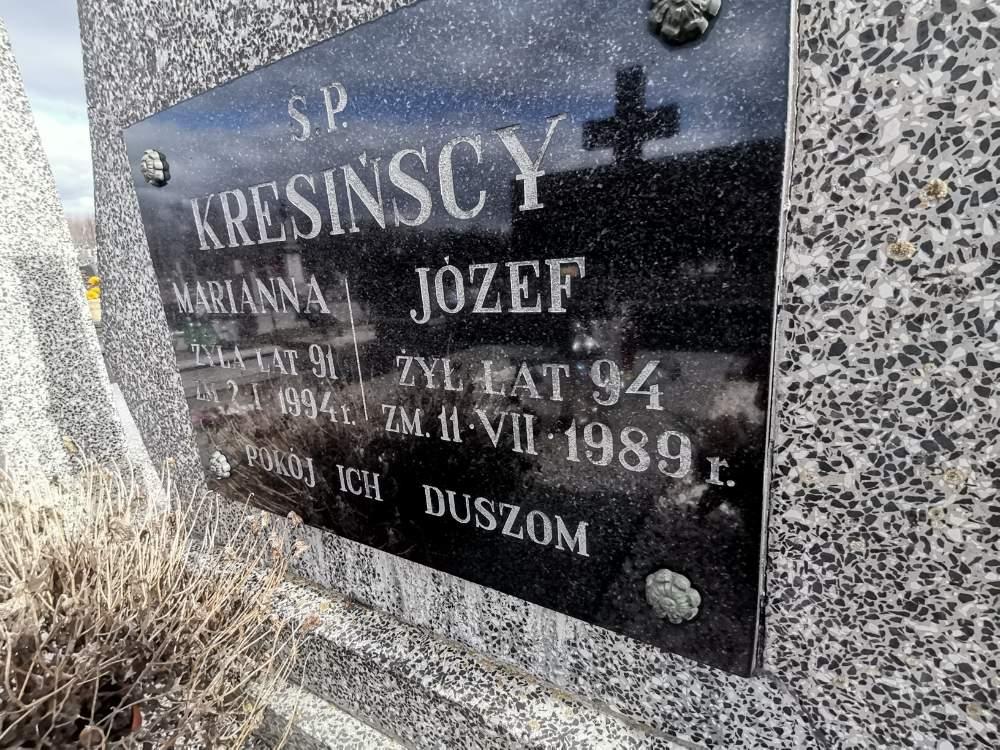 Ś.P.
KRESIŃSCY
MARIANNA
ŻYŁA LAT 91
ZM. 2.I 1994 r.
JÓZEF
ŻYŁ LAT 94
ZM. 11·VII·1989 r.
POKÓJ ICH DUSZOM